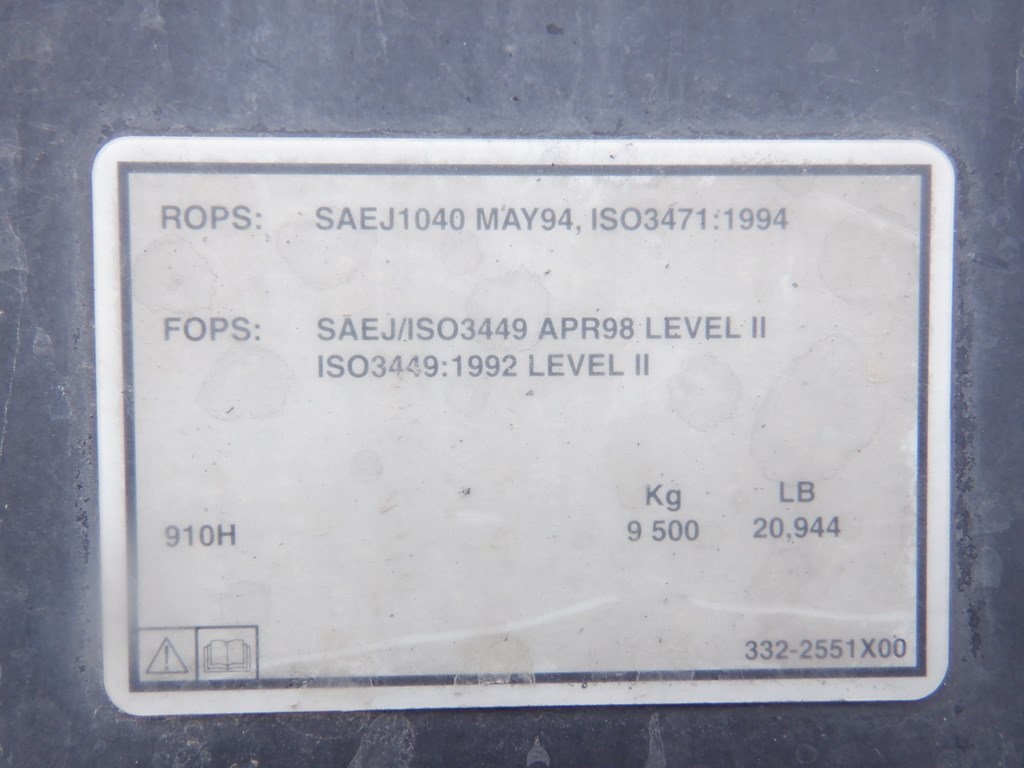 ROPS: SAEJ1040 MAY94, ISO3471:1994
FOPS: SAEJ/ISO3449 APR98 LEVEL II
ISO3449:1992 LEVEL II
Kg LB
910H 9 500 20,944
332-2551X00